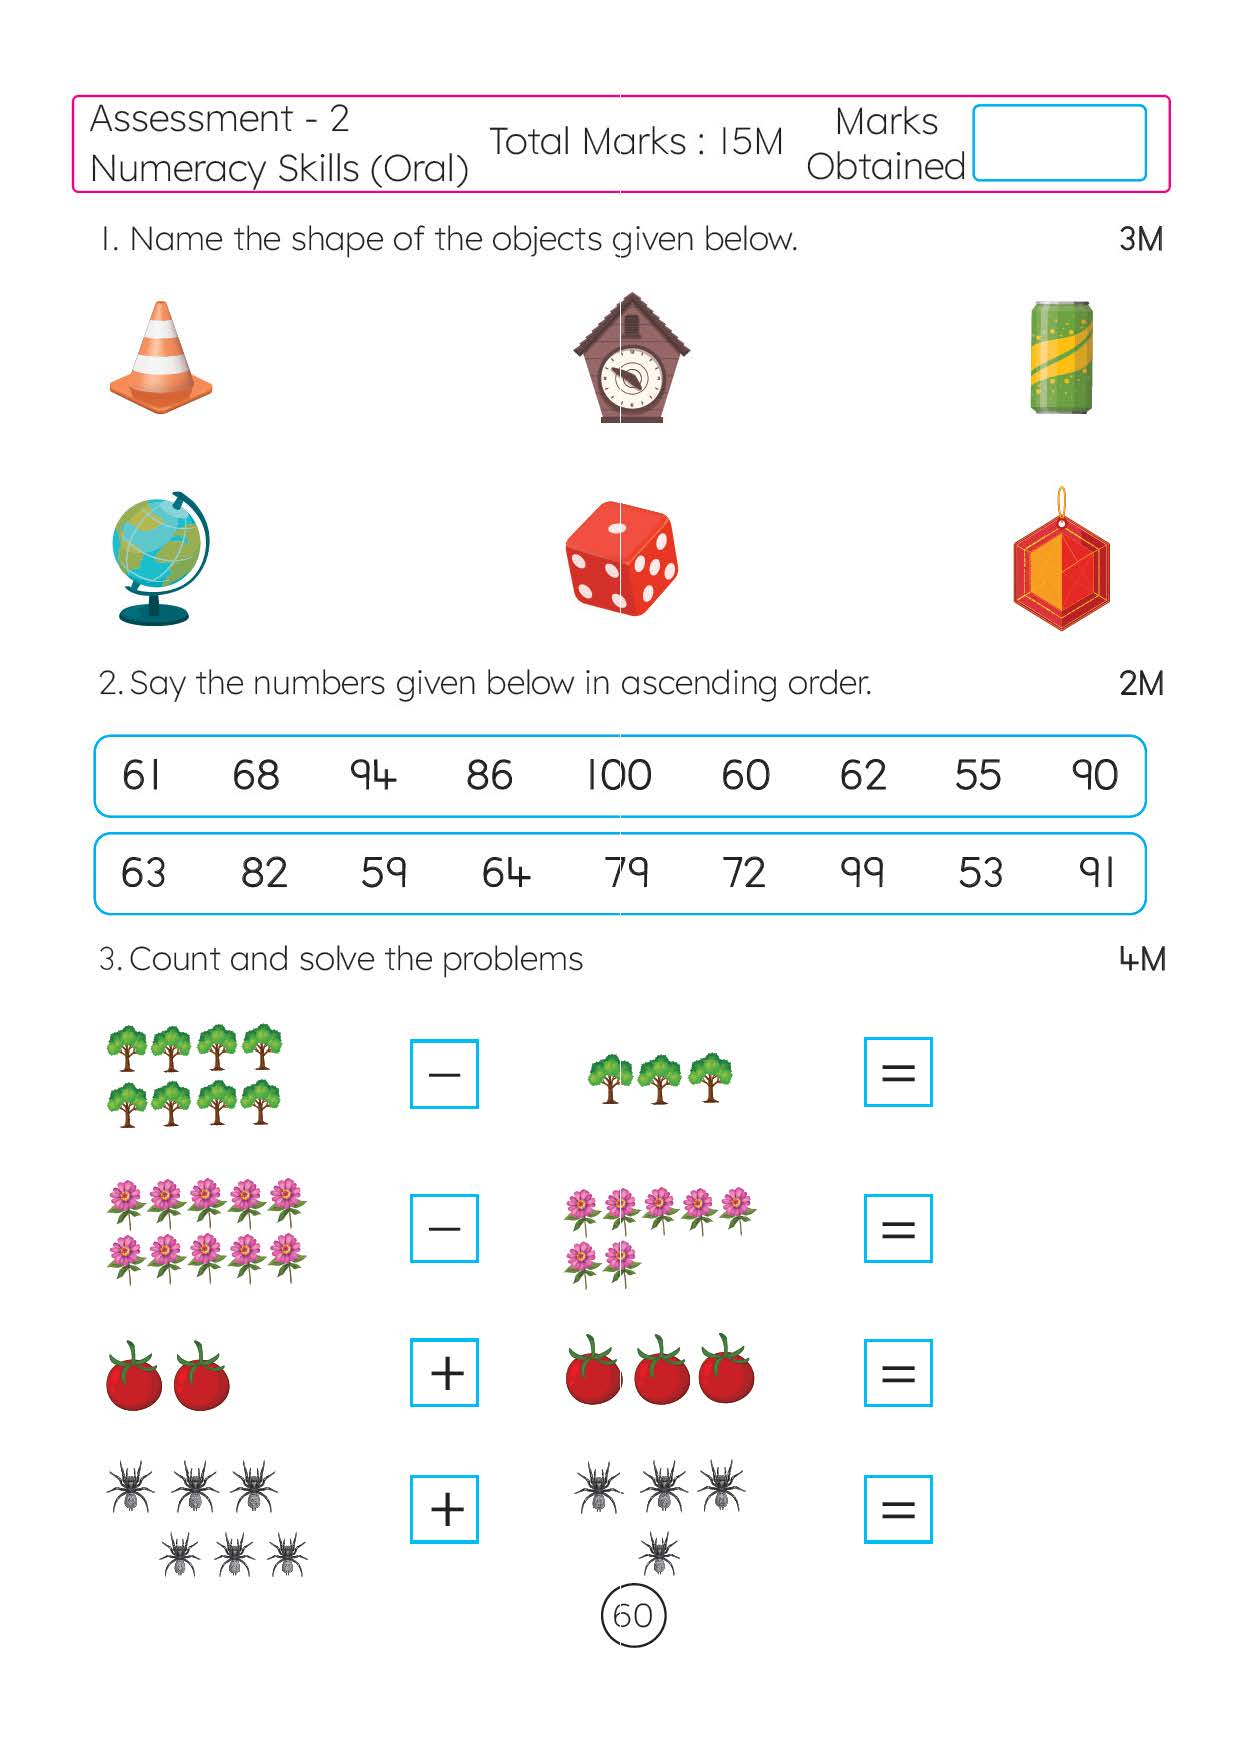 Assessment - 2
Numeracy Skills (Oral)
Total Marks : 15M
Marks
Obtained
1. Name the shape of the objects given below. 3M
2. Say the numbers given below in ascending order. 2M
61 68 94 86 100 60 62 55 90
63 82 59 64 79 72 99 53 91
3. Count and solve the problems 4M
− =
− =
+ =
+ =
60